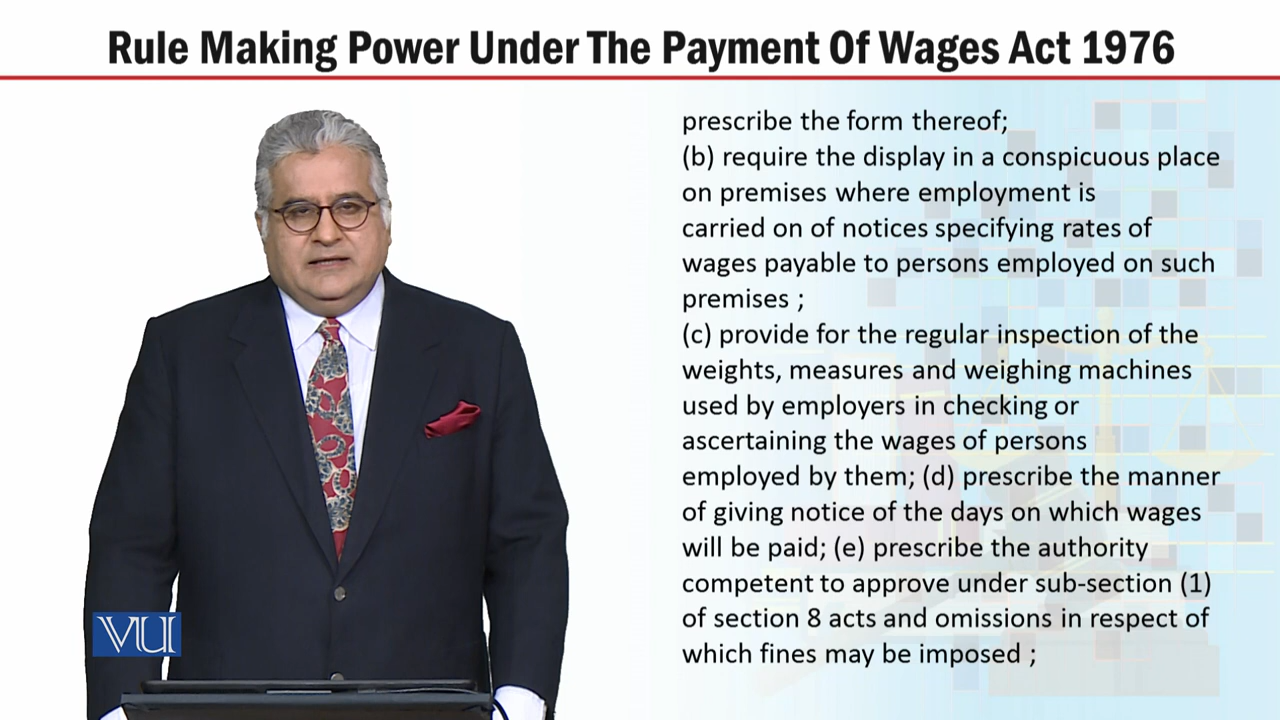 Rule Making Power Under The Payment Of Wages Act 1976
prescribe the form thereof;
(b) require the display in a conspicuous place
on premises where employment is
carried on of notices specifying rates of
wages payable to persons employed on such
premises ;
(c) provide for the regular inspection of the
weights, measures and weighing machines
used by employers in checking or
ascertaining the wages of persons
employed by them; (d) prescribe the manner
of giving notice of the days on which wages
will be paid; (e) prescribe the authority
competent to approve under sub-section (1)
of section 8 acts and omissions in respect of
which fines may be imposed ;
VU